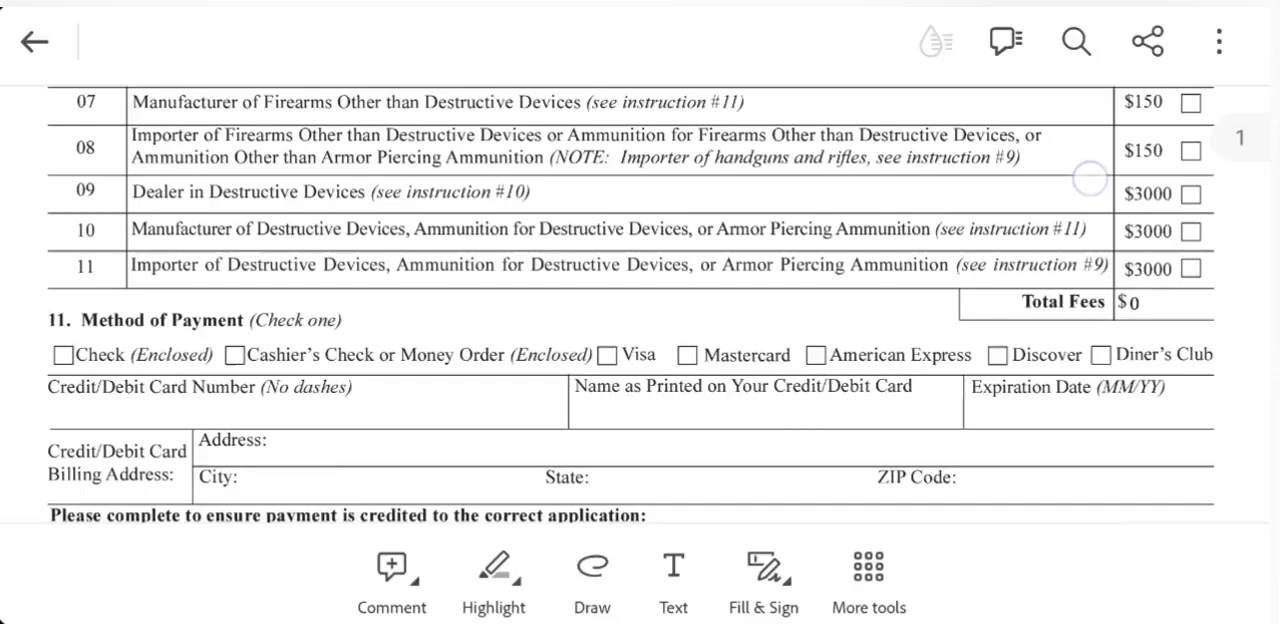 07 Manufacturer of Firearms Other than Destructive Devices (see instruction #11) $150
08 Importer of Firearms Other than Destructive Devices or Ammunition for Firearms Other than Destructive Devices, or
Ammunition Other than Armor Piercing Ammunition (NOTE: Importer of handguns and rifles, see instruction #9) $150
1
09 Dealer in Destructive Devices (see instruction #10) $3000
10 Manufacturer of Destructive Devices, Ammunition for Destructive Devices, or Armor Piercing Ammunition (see instruction #11) $3000
11 Importer of Destructive Devices, Ammunition for Destructive Devices, or Armor Piercing Ammunition (see instruction #9) $3000
Total Fees $0
11. Method of Payment (Check one)
Check (Enclosed) Cashier's Check or Money Order (Enclosed) Visa Mastercard American Express Discover Diner's Club
Credit/Debit Card Number (No dashes) Name as Printed on Your Credit/Debit Card Expiration Date (MM/YY)
Credit/Debit Card
Billing Address:
Address:
City: State: ZIP Code:
Please complete to ensure payment is credited to the correct application:
Comment Highlight Draw Text Fill & Sign More tools